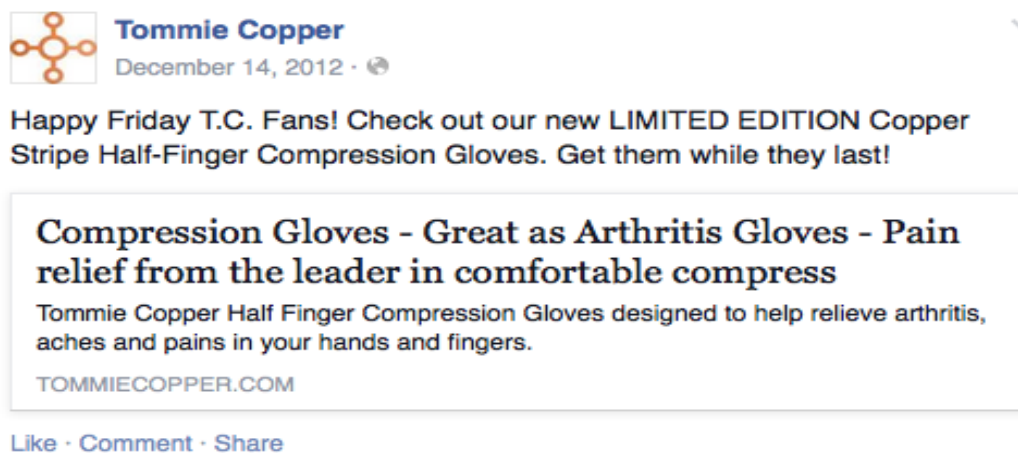 Tommie Copper
December 14, 2012 ·
Happy Friday T.C. Fans! Check out our new LIMITED EDITION Copper
Stripe Half-Finger Compression Gloves. Get them while they last!
Compression Gloves - Great as Arthritis Gloves - Pain
relief from the leader in comfortable compress
Tommie Copper Half Finger Compression Gloves designed to help relieve arthritis,
aches and pains in your hands and fingers.
TOMMIECOPPER.COM
Like · Comment · Share